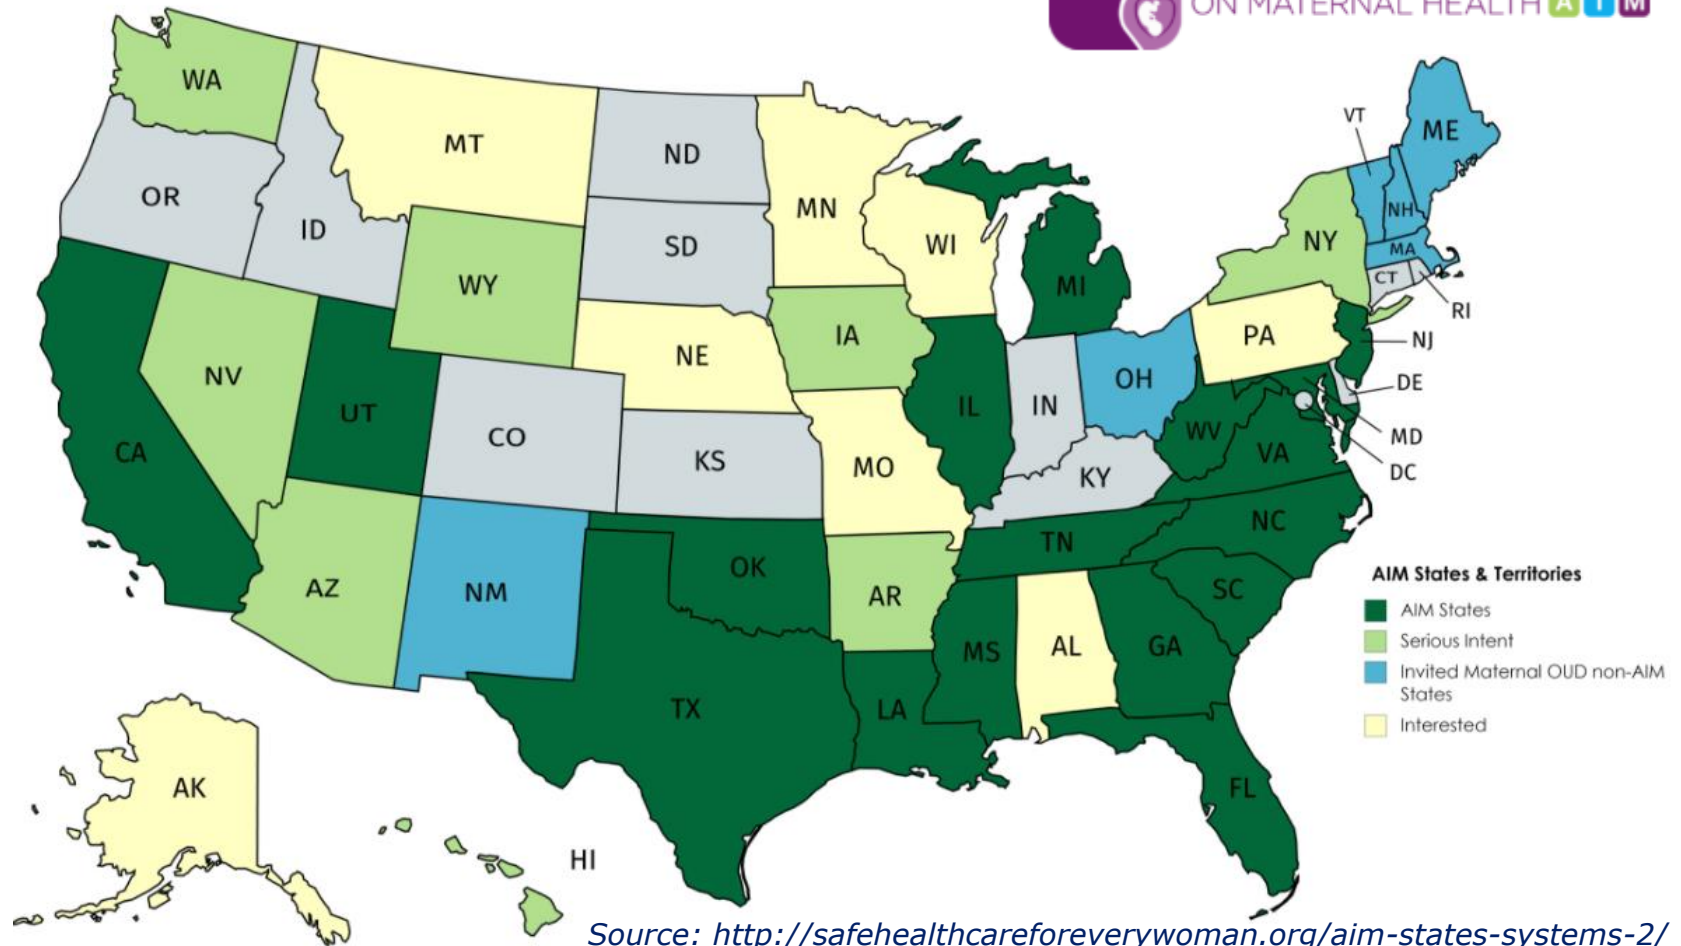 ON MATERNAL HEALTH AIM
WA
MT
ND
MN
VT
ME
OR
ID
SD
WI
NH
NY
MA
WY
MI
CT
RI
IA
NE
PA
NJ
NV
OH
DE
UT
IL
IN
CO
WV
MD
CA
KS
MO
VA
DC
KY
NC
TN
OK
AZ
NM
AR
SC
MS
AL
GA
TX
LA
FL
AK
HI
AIM States & Territories
AIM States
Serious Intent
Invited Maternal OUD non-AIM
States
Interested
Source: http://safehealthcareforeverywoman.org/aim-states-systems-2/